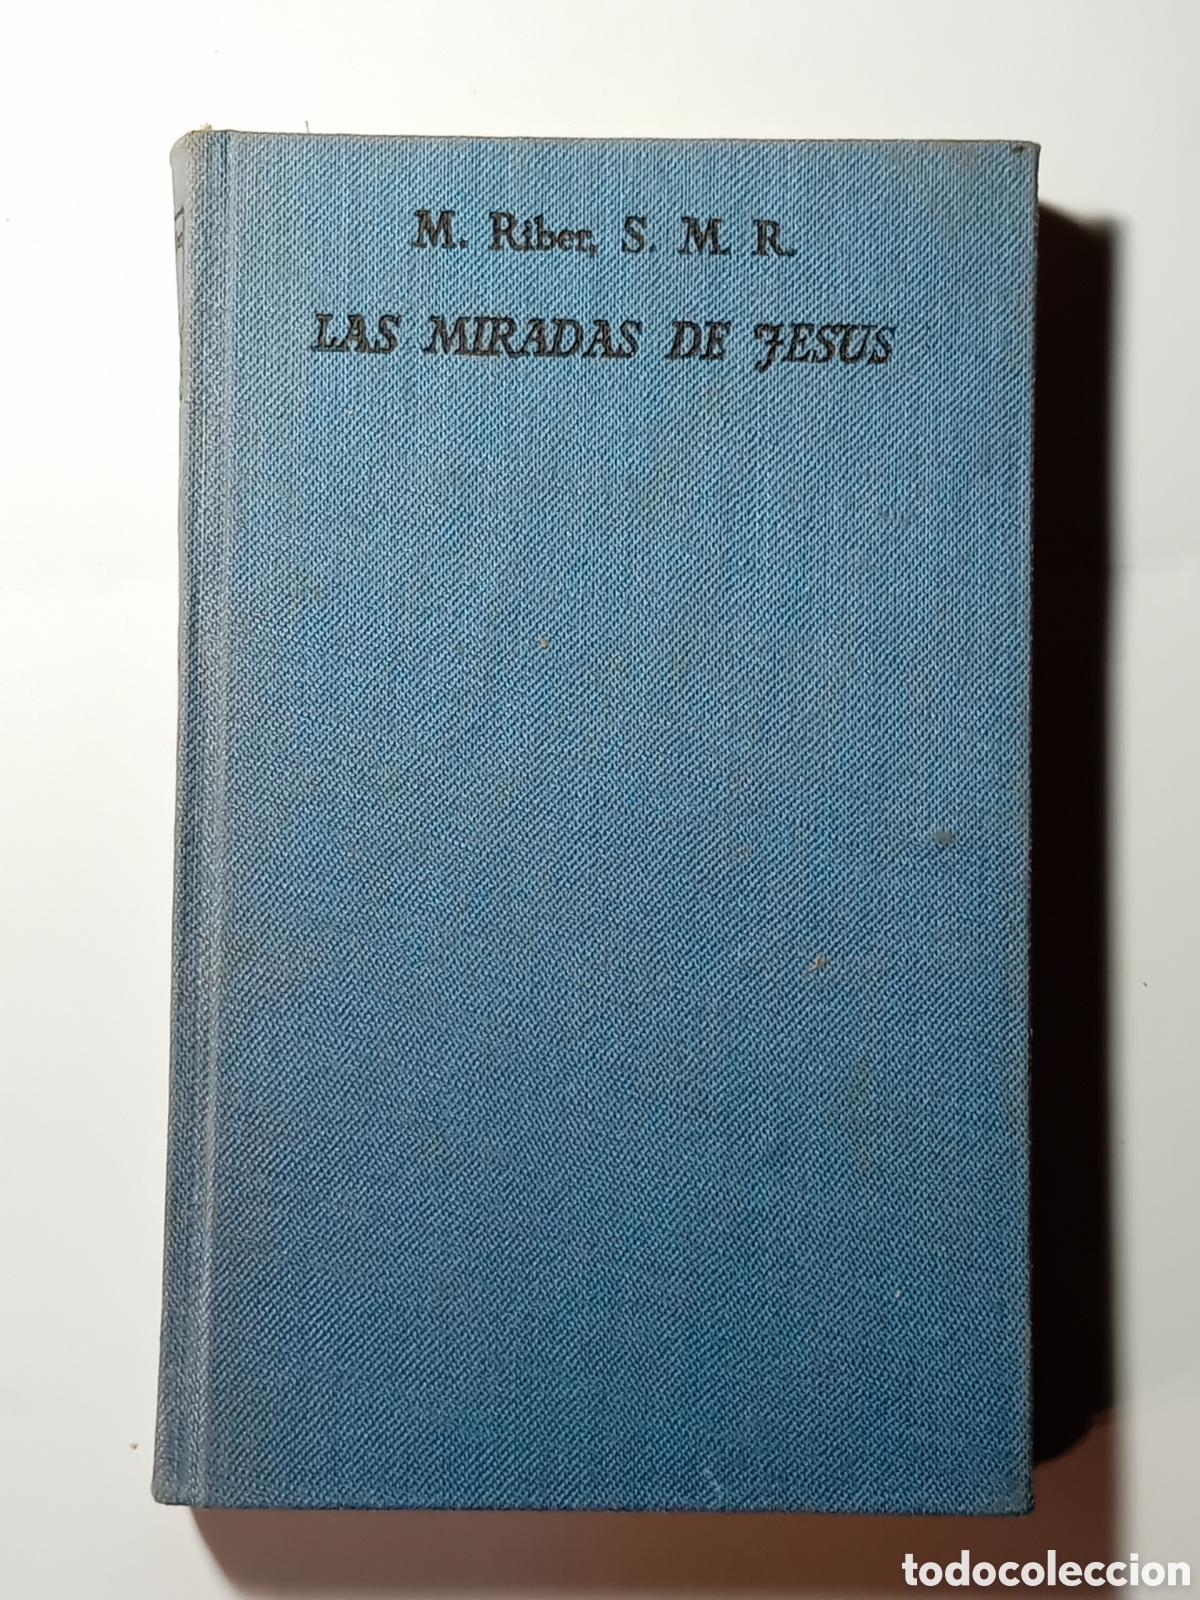 M. Riber, S. M. R.
LAS MIRADAS DE JESUS
todocoleccion